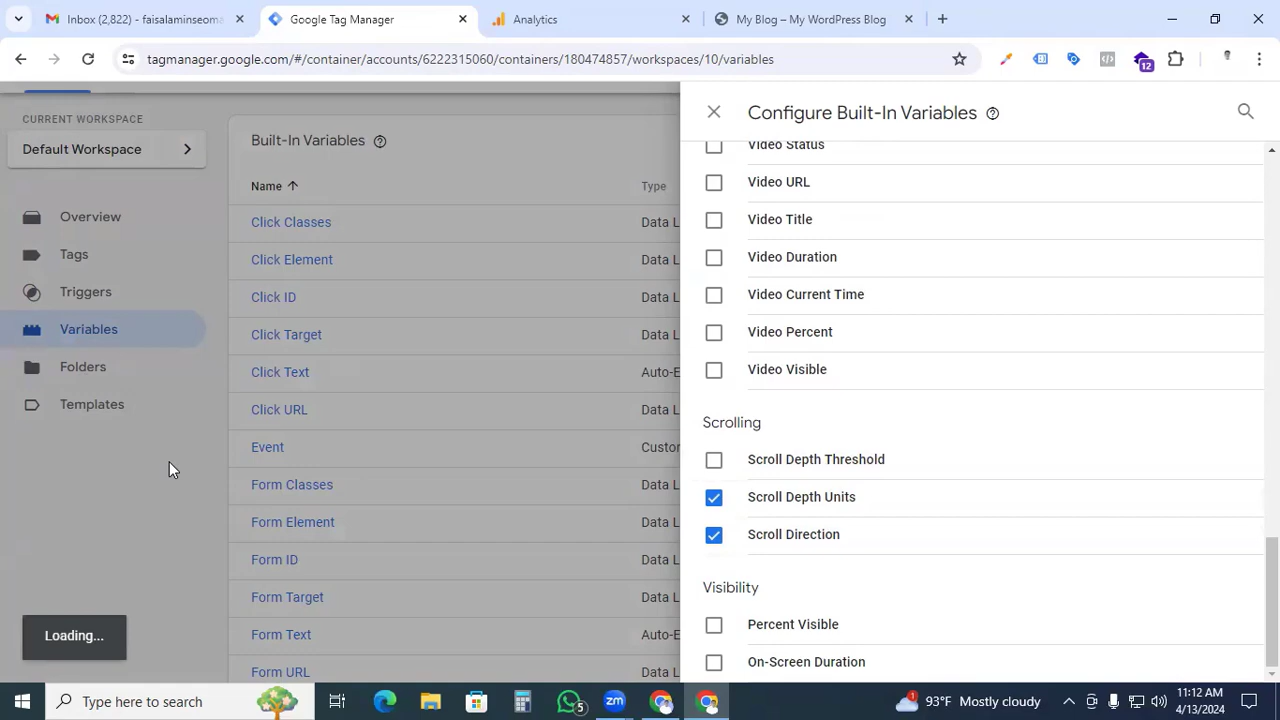 Inbox (2,822) - faisalaminseoma
Google Tag Manager
Analytics
My Blog – My WordPress Blog
tagmanager.google.com/#/container/accounts/6222315060/containers/180474857/workspaces/10/variables
12
CURRENT WORKSPACE
Default Workspace
Overview
Tags
Triggers
Variables
Folders
Templates
Loading...
Built-In Variables
Name
Type
Click Classes
Data L
Click Element
Data L
Click ID
Data L
Click Target
Data L
Click Text
Auto-E
Click URL
Data L
Event
Custo
Form Classes
Data L
Form Element
Data L
Form ID
Data L
Form Target
Data L
Form Text
Auto-E
Form URL
Data L
Configure Built-In Variables
Video Status
Video URL
Video Title
Video Duration
Video Current Time
Video Percent
Video Visible
Scrolling
Scroll Depth Threshold
Scroll Depth Units
Scroll Direction
Visibility
Percent Visible
On-Screen Duration
Type here to search
5
zm
1
93°F Mostly cloudy
11:12 AM
4/13/2024